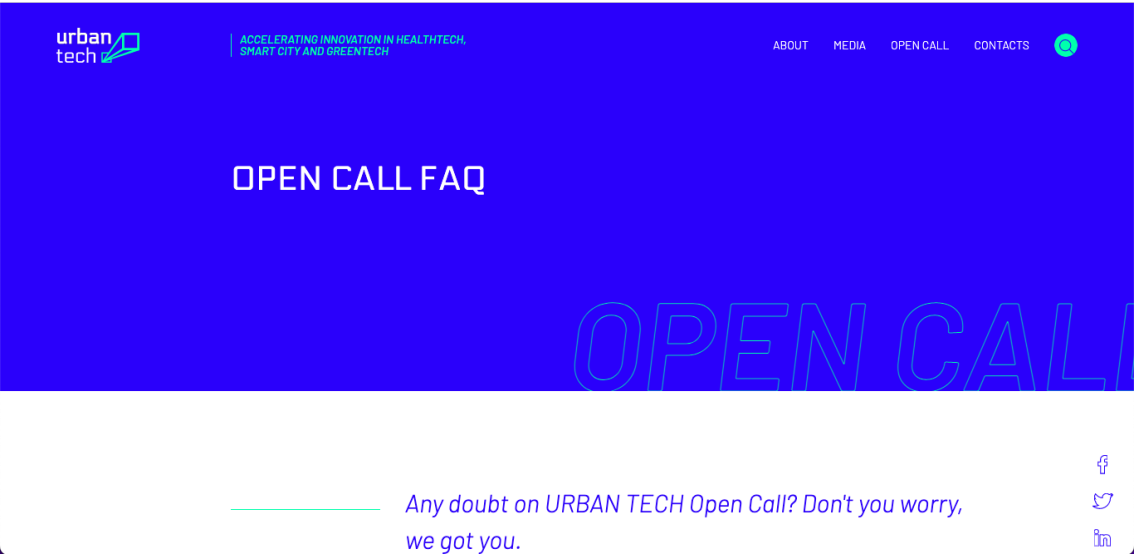 urban
tech
ACCELERATING INNOVATION IN HEALTHTECH,
SMART CITY AND GREENTECH
ABOUT
MEDIA
OPEN CALL
CONTACTS
OPEN CALL FAQ
OPEN CALL
Any doubt on URBAN TECH Open Call? Don't you worry,
we got you.